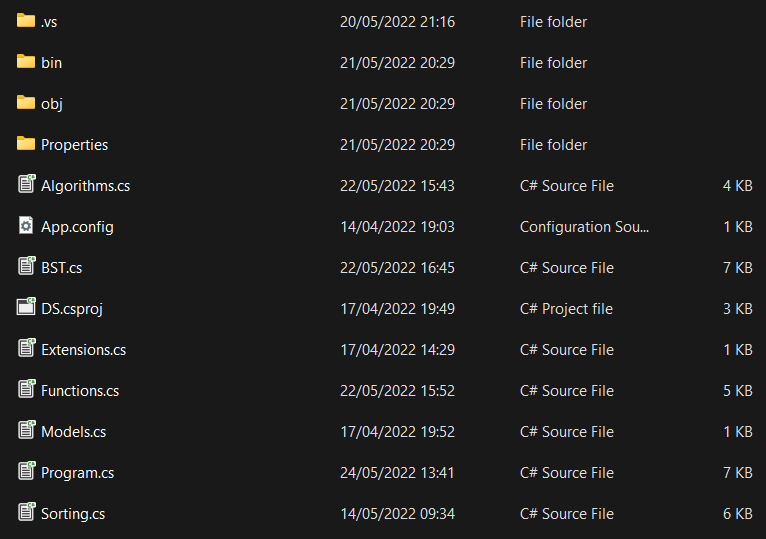 .vs 20/05/2022 21:16 File folder
bin 21/05/2022 20:29 File folder
obj 21/05/2022 20:29 File folder
Properties 21/05/2022 20:29 File folder
Algorithms.cs 22/05/2022 15:43 C# Source File 4 KB
App.config 14/04/2022 19:03 Configuration Sou... 1 KB
BST.cs 22/05/2022 16:45 C# Source File 7 KB
DS.csproj 17/04/2022 19:49 C# Project file 3 KB
Extensions.cs 17/04/2022 14:29 C# Source File 1 KB
Functions.cs 22/05/2022 15:52 C# Source File 5 KB
Models.cs 17/04/2022 19:52 C# Source File 1 KB
Program.cs 24/05/2022 13:41 C# Source File 7 KB
Sorting.cs 14/05/2022 09:34 C# Source File 6 KB